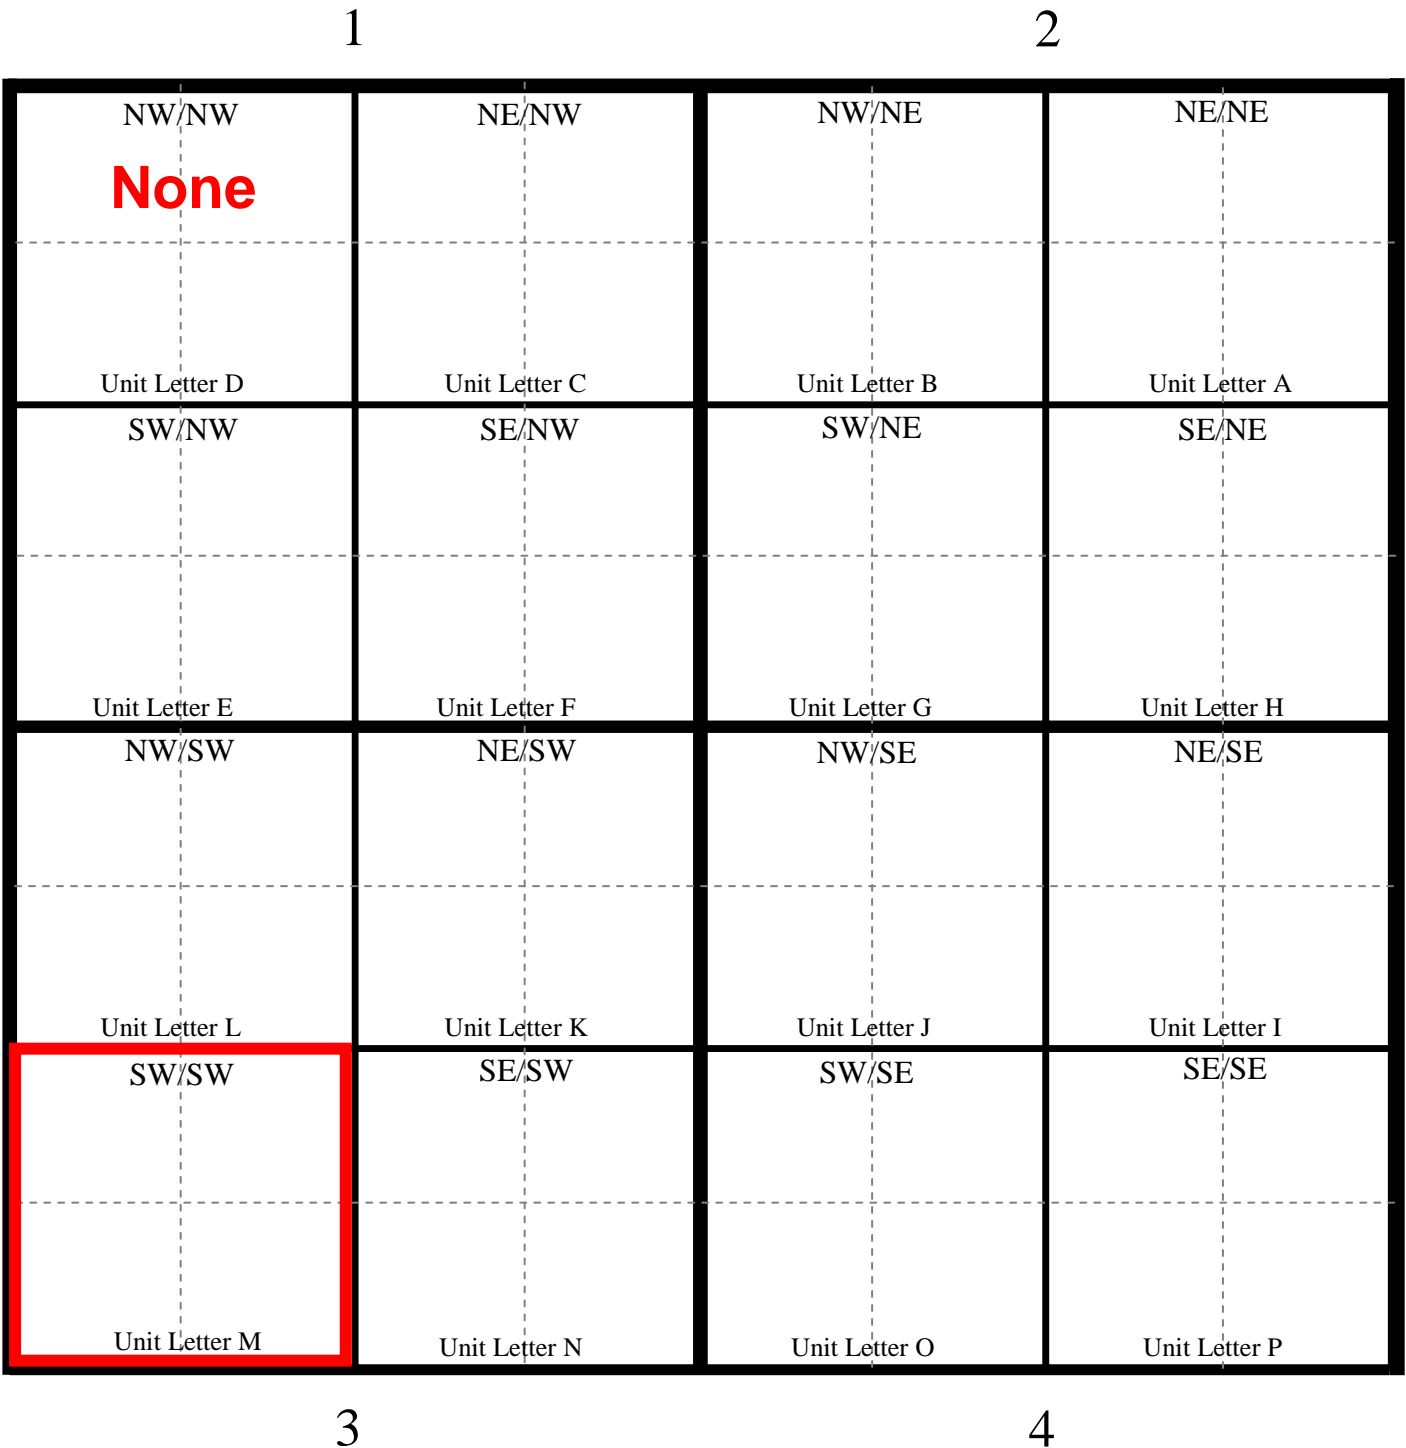 1 2
NW/NW NE/NW NW/NE NE/NE
None
Unit Letter D Unit Letter C Unit Letter B Unit Letter A
SW/NW SE/NW SW/NE SE/NE
Unit Letter E Unit Letter F Unit Letter G Unit Letter H
NW/SW NE/SW NW/SE NE/SE
Unit Letter L Unit Letter K Unit Letter J Unit Letter I
SW/SW SE/SW SW/SE SE/SE
Unit Letter M Unit Letter N Unit Letter O Unit Letter P
3 4